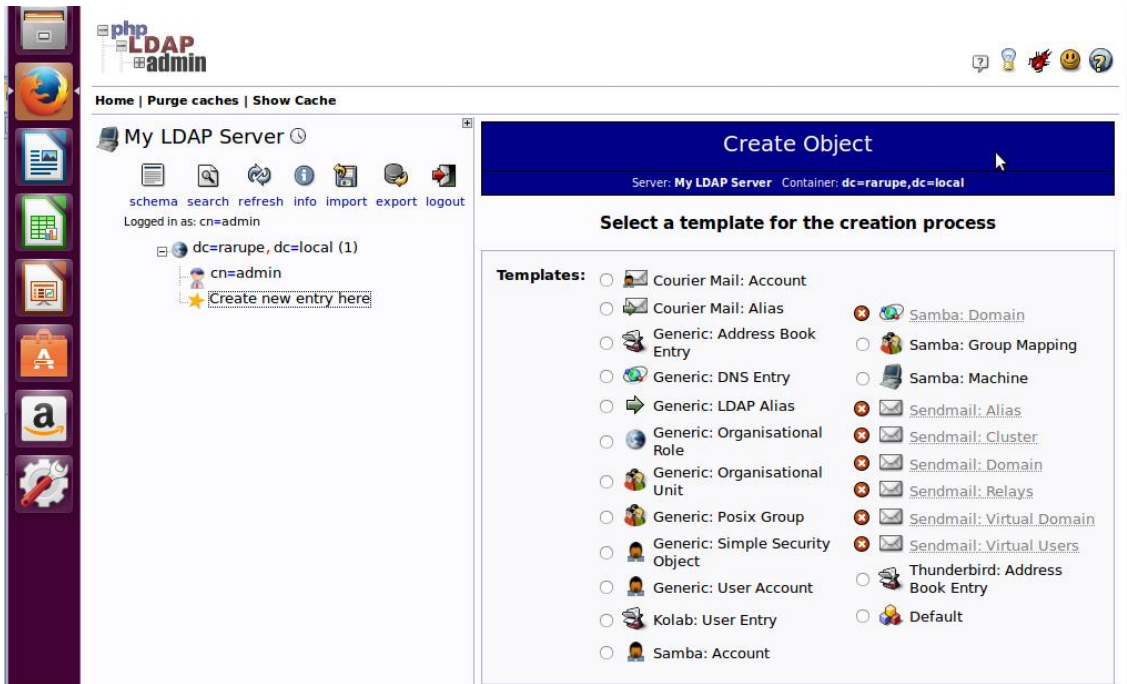 php
LDAP
admin
Home | Purge caches | Show Cache
My LDAP Server
schema search refresh info import export logout
Logged in as: cn=admin
dc=rarupe, dc=local (1)
cn=admin
Create new entry here
Create Object
Server: My LDAP Server Container: dc=rarupe,dc=local
Select a template for the creation process
Templates:
Courier Mail: Account
Courier Mail: Alias
Generic: Address Book
Entry
Generic: DNS Entry
Generic: LDAP Alias
Generic: Organisational
Role
Generic: Organisational
Unit
Generic: Posix Group
Generic: Simple Security
Object
Generic: User Account
Kolab: User Entry
Samba: Account
Samba: Domain
Samba: Group Mapping
Samba: Machine
Sendmail: Alias
Sendmail: Cluster
Sendmail: Domain
Sendmail: Relays
Sendmail: Virtual Domain
Sendmail: Virtual Users
Thunderbird: Address
Book Entry
Default